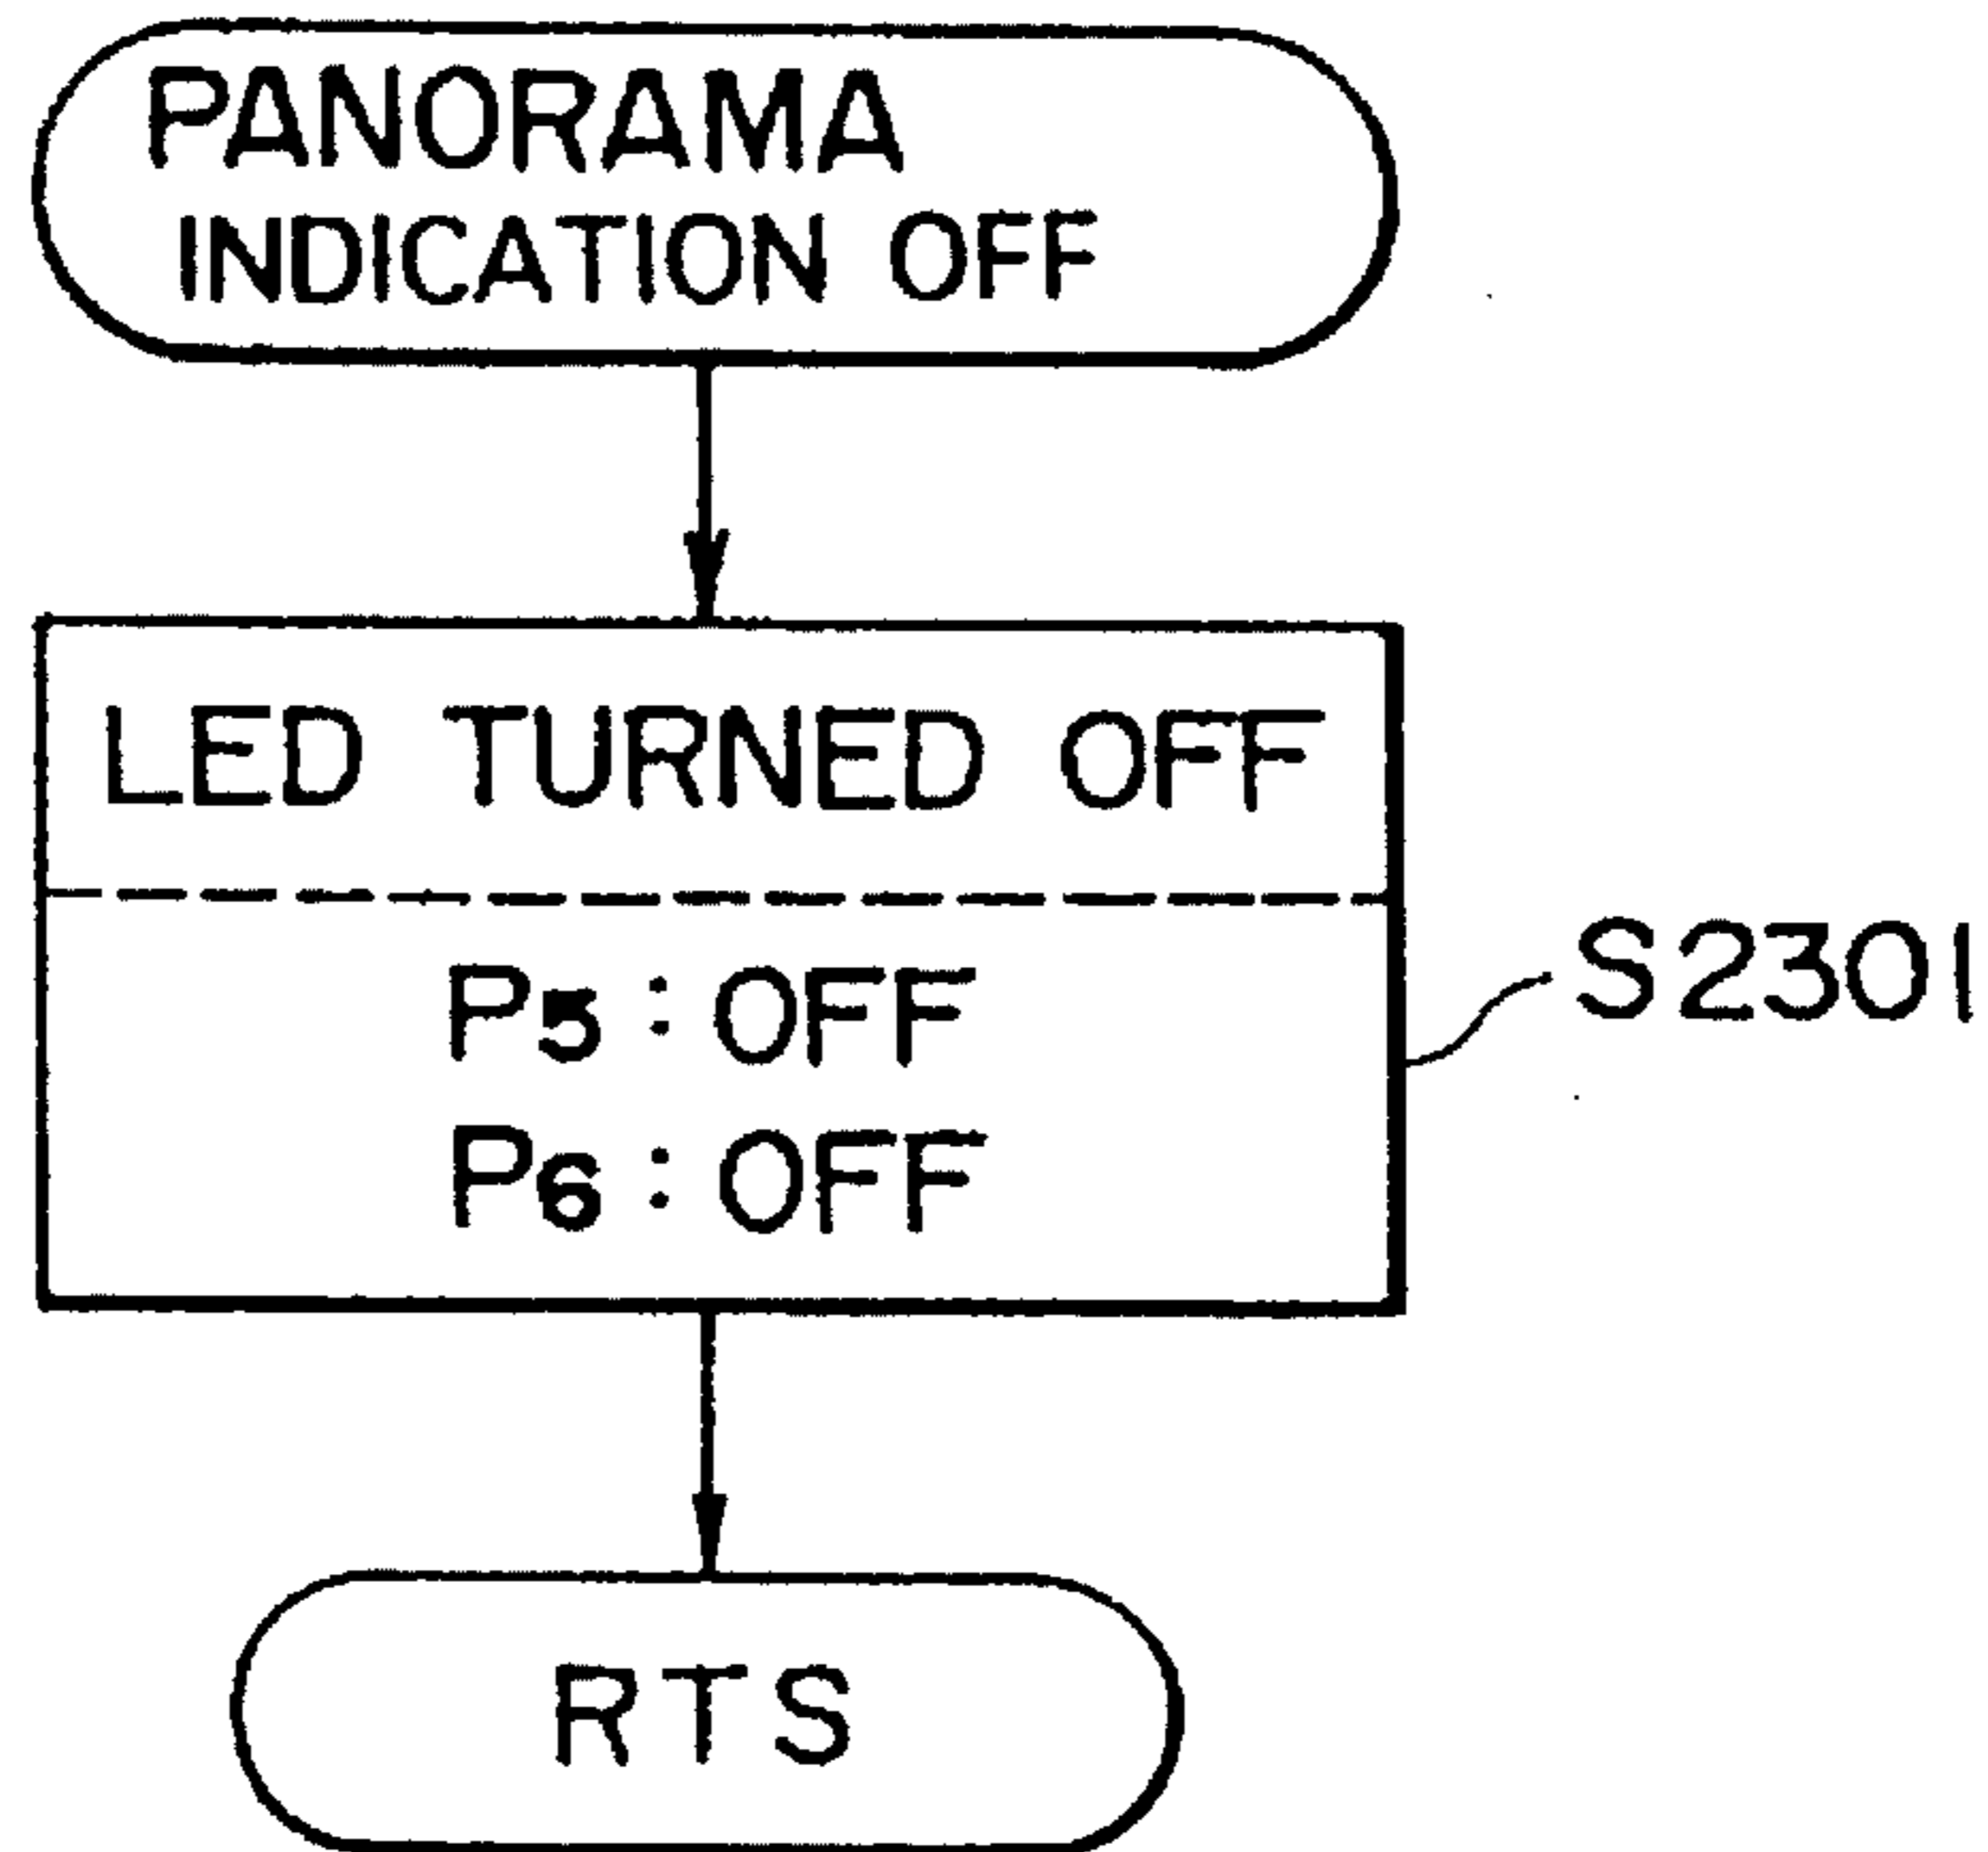 PANORAMA
INDICATION OFF
LED TURNED OFF
P5 : OFF
S2301
P6 : OFF
RTS